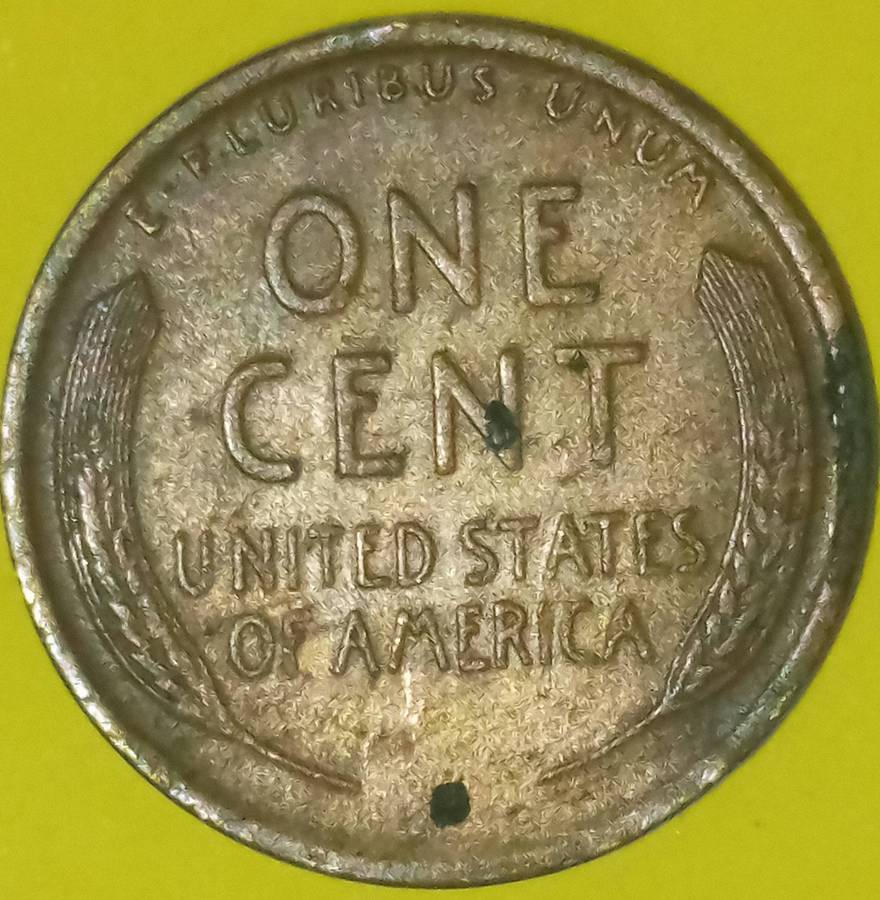 E · PLURIBUS · UNUM
ONE
CENT
UNITED STATES
OF AMERICA